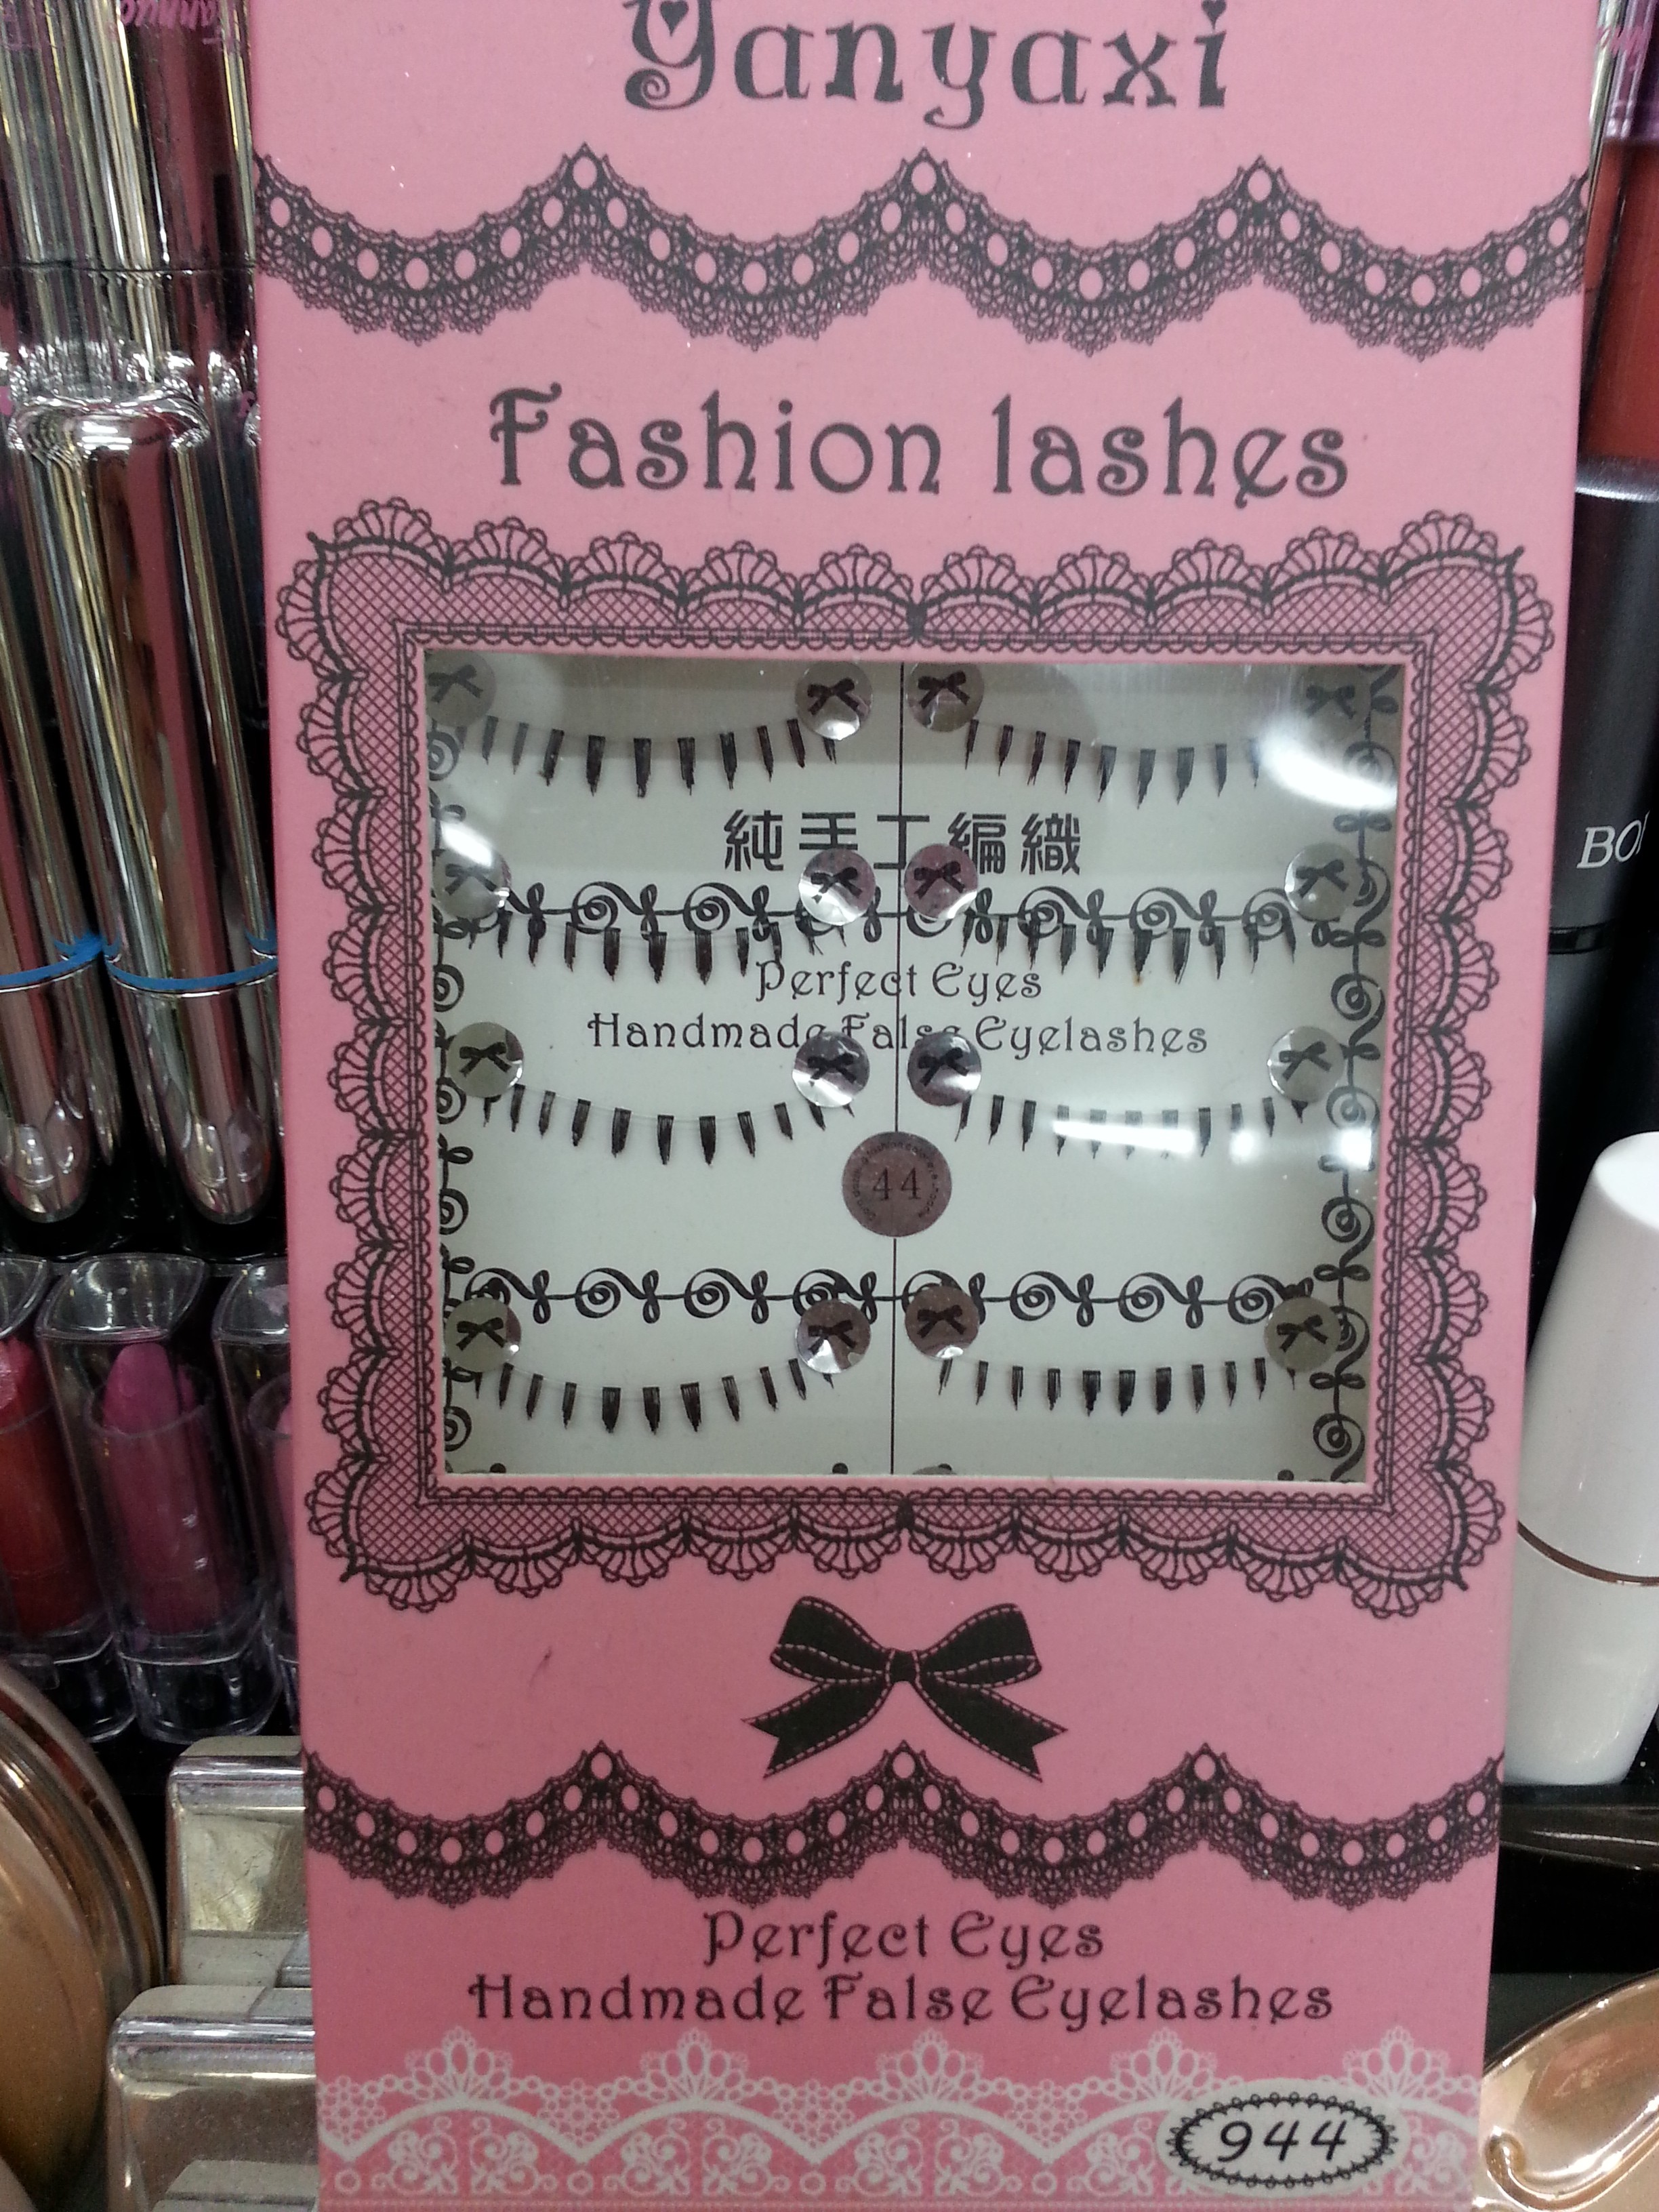 Yanyaxi
Fashion lashes
純手工編織
Perfect Eyes
Handmade False Eyelashes
44
Perfect Eyes
Handmade False Eyelashes
944